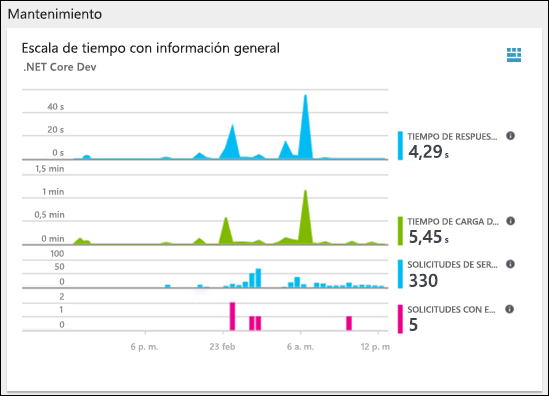 Mantenimiento
Escala de tiempo con información general
.NET Core Dev
40 s
20 s
0 s
TIEMPO DE RESPUES...
4,29 s
1,5 min
1 min
0,5 min
0 min
TIEMPO DE CARGA D...
5,45 s
100
50
0
SOLICITUDES DE SER...
330
2
1
0
SOLICITUDES CON E...
5
6 p. m.
23 feb
6 a. m.
12 p. m